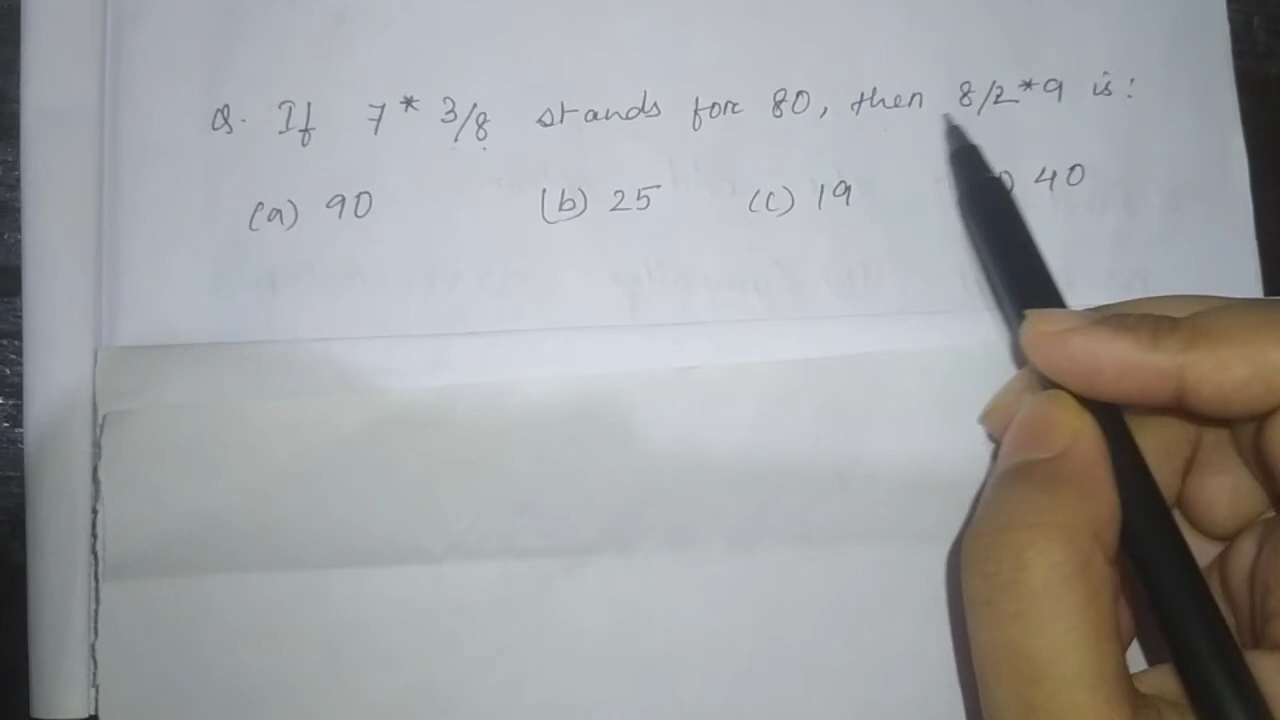 Q. If 7 * 3/8 stands for 80, then 8/2*9 is:
(a) 90 (b) 25 (c) 19 ) 40